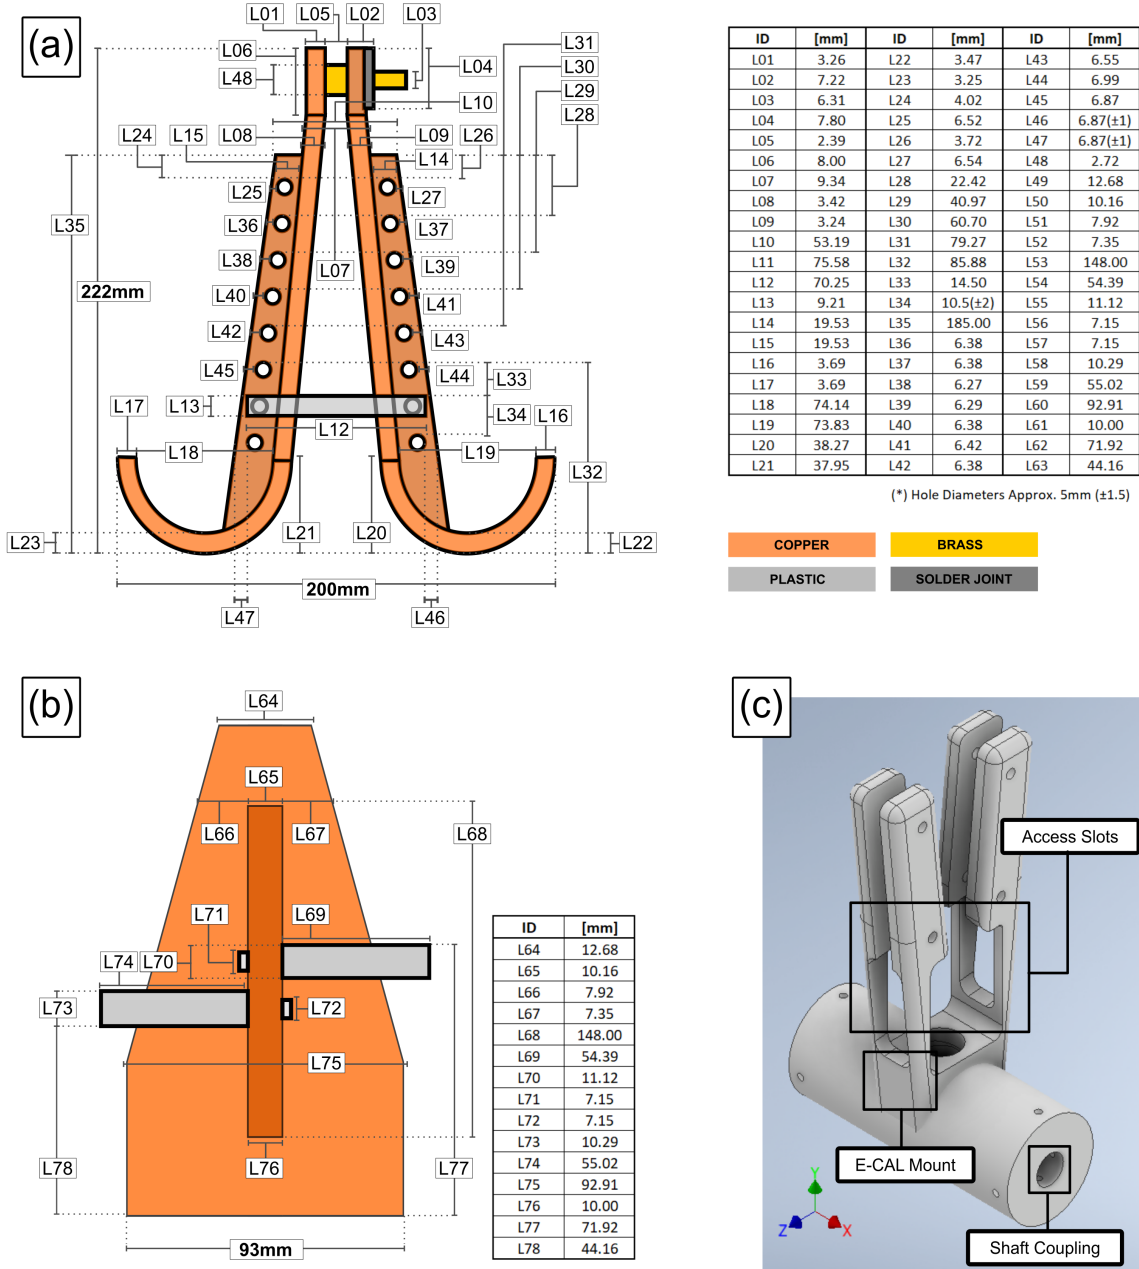 (a)
L01 L05 L02 L03
L06
L48
L31
L30
L04
L29
L10
L28
L24 L15 L08 L09 L26
L14
L25 L27
L35
L36 L37
L38 L39
L07
222mm
L40 L41
L42 L43
L45 L44 L33
L17 L13 L34 L16
L12
L18 L19
L32
L23 L21 L20 L22
200mm
L47 L46
ID [mm] ID [mm] ID [mm]
L01 3.26 L22 3.47 L43 6.55
L02 7.22 L23 3.25 L44 6.99
L03 6.31 L24 4.02 L45 6.87
L04 7.80 L25 6.52 L46 6.87(±1)
L05 2.39 L26 3.72 L47 6.87(±1)
L06 8.00 L27 6.54 L48 2.72
L07 9.34 L28 22.42 L49 12.68
L08 3.42 L29 40.97 L50 10.16
L09 3.24 L30 60.70 L51 7.92
L10 53.19 L31 79.27 L52 7.35
L11 75.58 L32 85.88 L53 148.00
L12 70.25 L33 14.50 L54 54.39
L13 9.21 L34 10.5(±2) L55 11.12
L14 19.53 L35 185.00 L56 7.15
L15 19.53 L36 6.38 L57 7.15
L16 3.69 L37 6.38 L58 10.29
L17 3.69 L38 6.27 L59 55.02
L18 74.14 L39 6.29 L60 92.91
L19 73.83 L40 6.38 L61 10.00
L20 38.27 L41 6.42 L62 71.92
L21 37.95 L42 6.38 L63 44.16
(*) Hole Diameters Approx. 5mm (±1.5)
COPPER BRASS
PLASTIC SOLDER JOINT
(b)
L64
L65
L66 L67 L68
L71 L69
L74 L70
L73 L72
L75
L78 L76 L77
93mm
ID [mm]
L64 12.68
L65 10.16
L66 7.92
L67 7.35
L68 148.00
L69 54.39
L70 11.12
L71 7.15
L72 7.15
L73 10.29
L74 55.02
L75 92.91
L76 10.00
L77 71.92
L78 44.16
(c)
Access Slots
E-CAL Mount
Y
Z X
Shaft Coupling